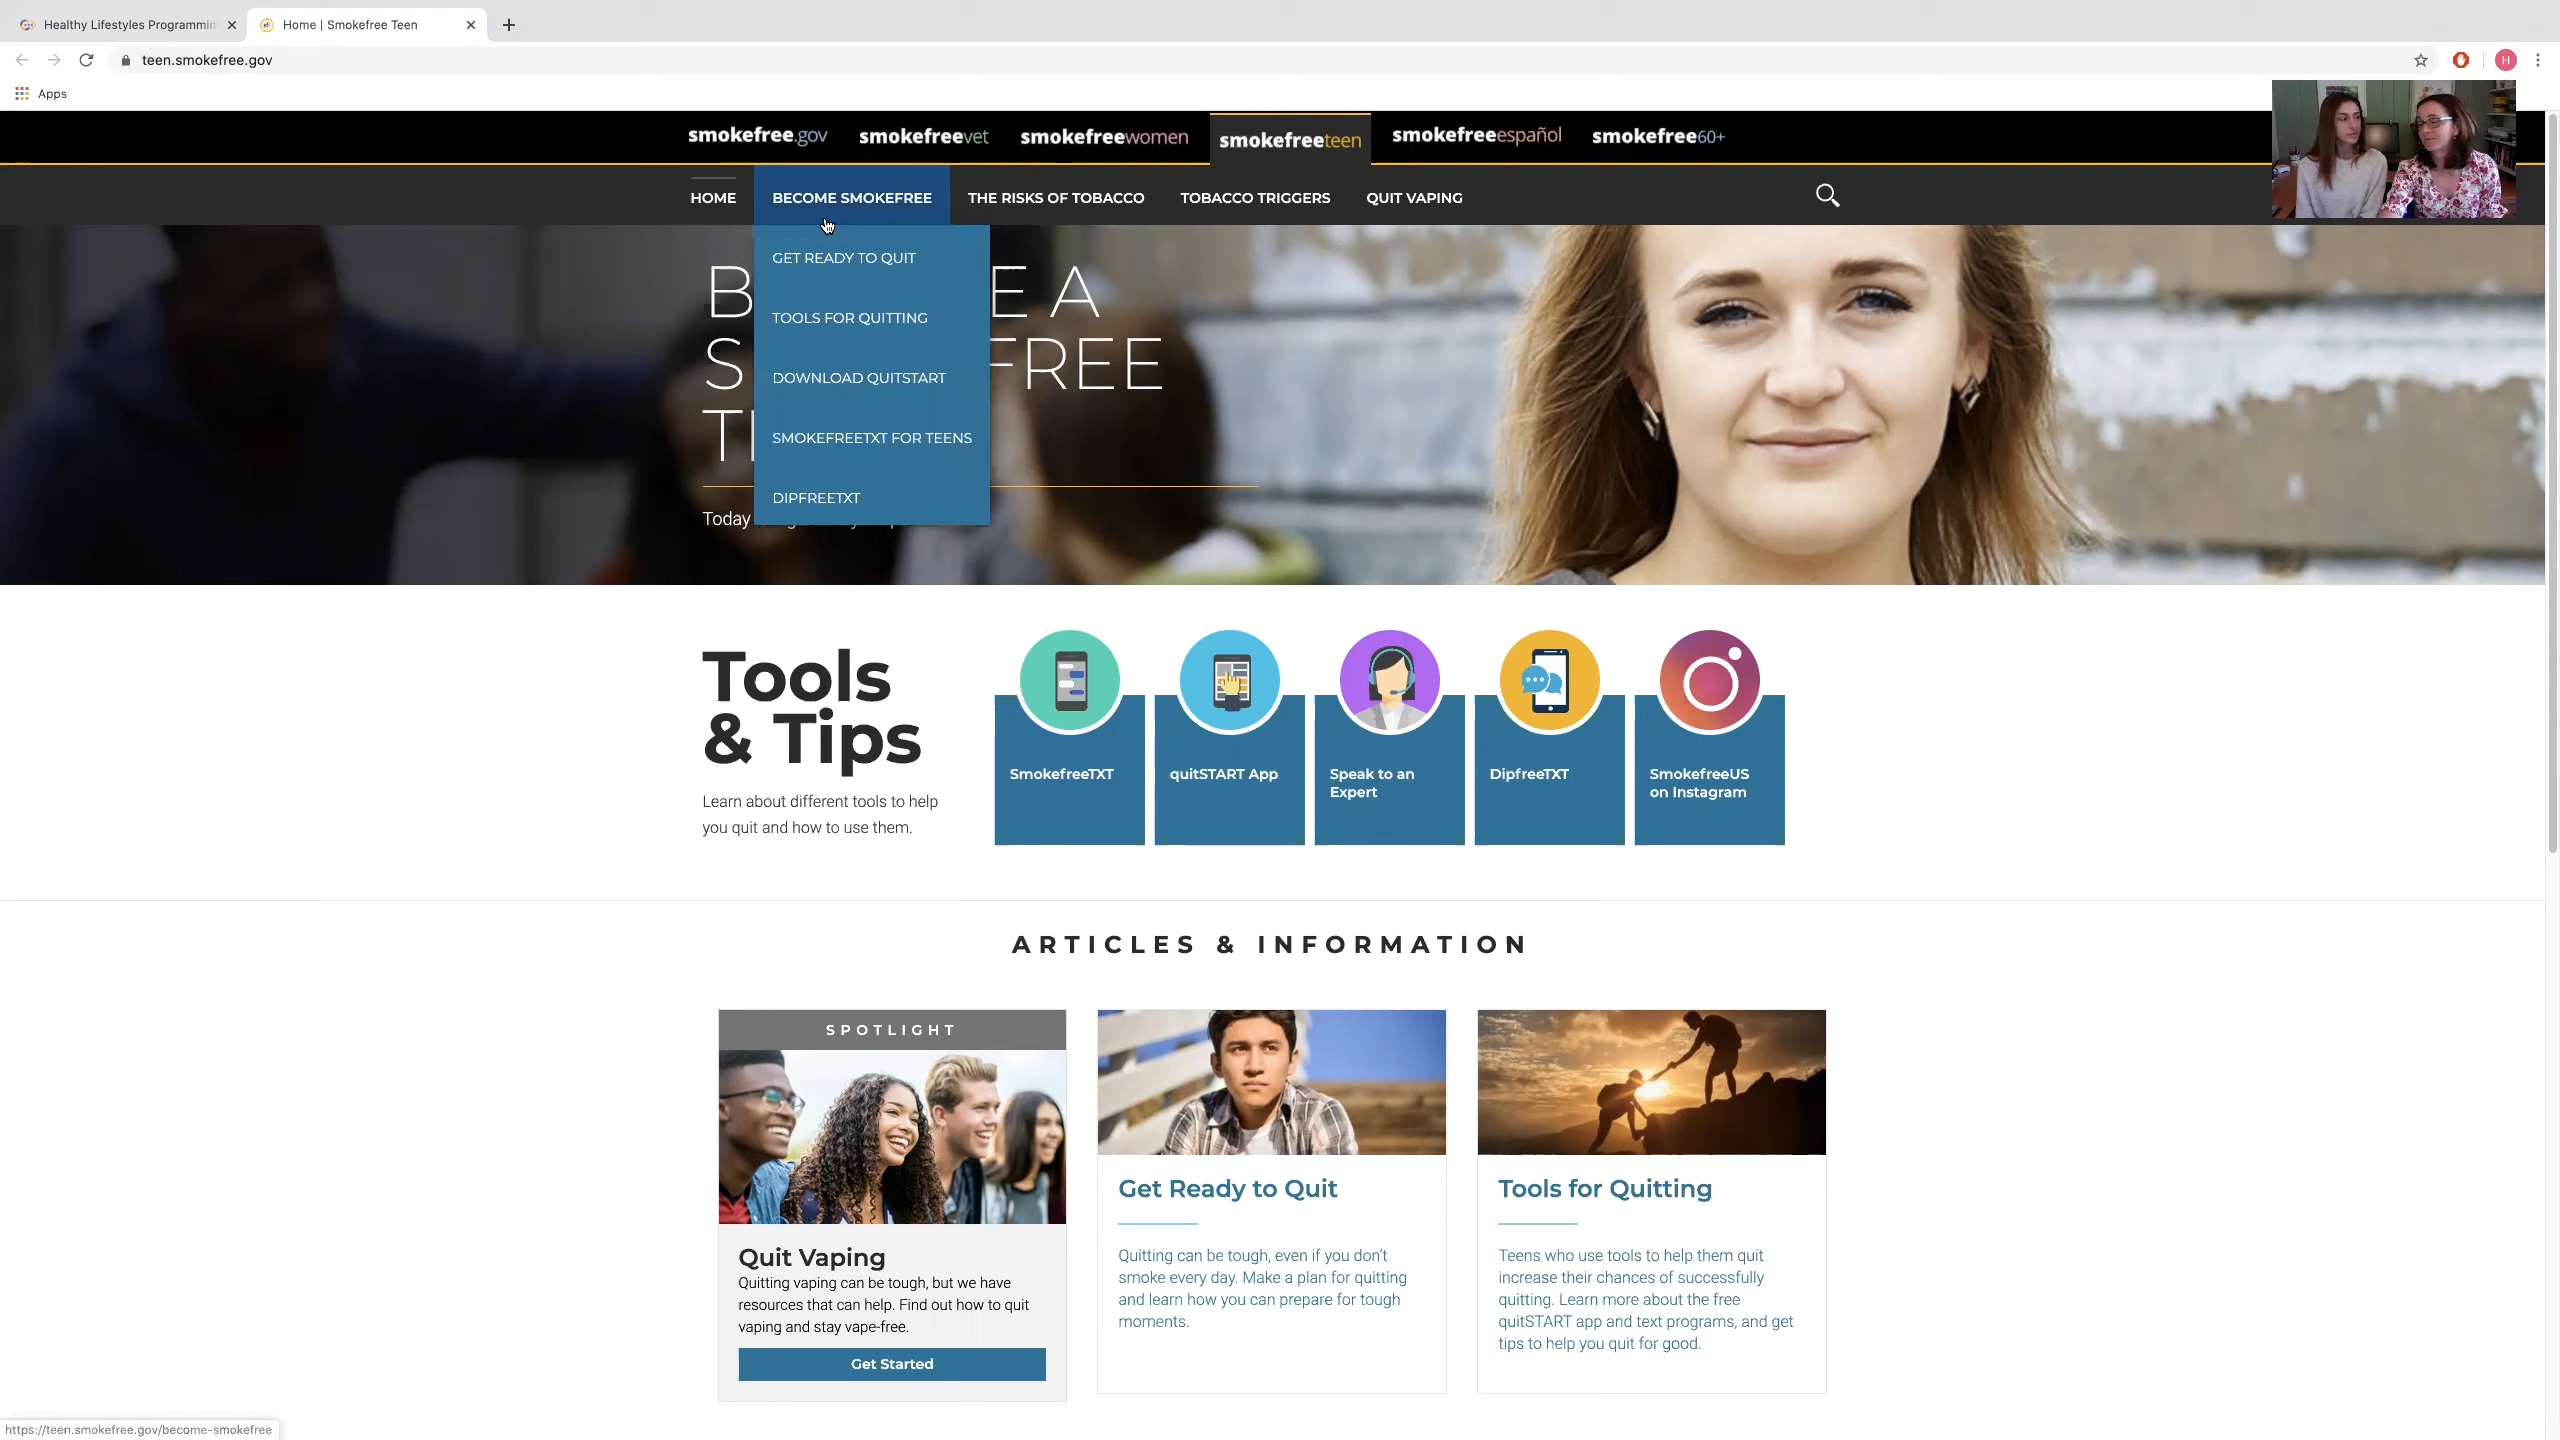 Healthy Lifestyles Programmin
Home | Smokefree Teen
teen.smokefree.gov
H
Apps
smokefree.gov smokefreevet smokefreewomen smokefreeteen smokefreeespañol smokefree60+
HOME BECOME SMOKEFREE THE RISKS OF TOBACCO TOBACCO TRIGGERS QUIT VAPING
GET READY TO QUIT
TOOLS FOR QUITTING
DOWNLOAD QUITSTART
SMOKEFREETXT FOR TEENS
DIPFREETXT
B E A
S FREE
T
Today
Tools
& Tips
Learn about different tools to help
you quit and how to use them.
SmokefreeTXT
quitSTART App
Speak to an
Expert
DipfreeTXT
SmokefreeUS
on Instagram
ARTICLES & INFORMATION
SPOTLIGHT
Quit Vaping
Quitting vaping can be tough, but we have
resources that can help. Find out how to quit
vaping and stay vape-free.
Get Started
Get Ready to Quit
Quitting can be tough, even if you don't
smoke every day. Make a plan for quitting
and learn how you can prepare for tough
moments.
Tools for Quitting
Teens who use tools to help them quit
increase their chances of successfully
quitting. Learn more about the free
quitSTART app and text programs, and get
tips to help you quit for good.
https://teen.smokefree.gov/become-smokefree